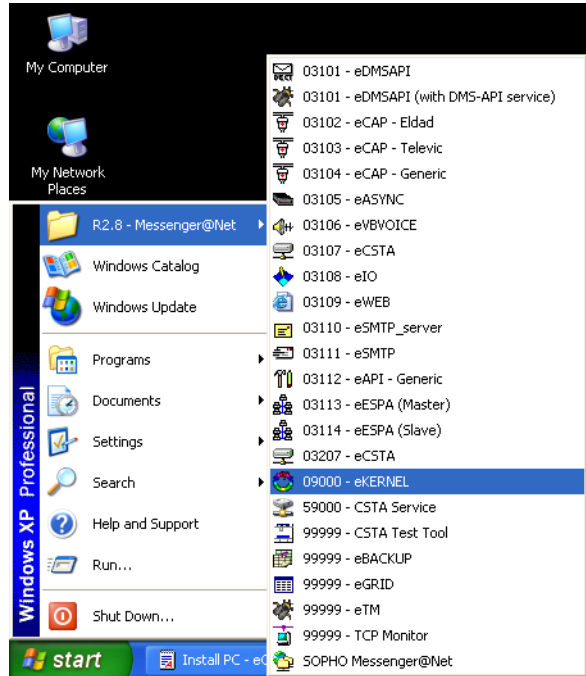 My Computer
My Network
Places
R2.8 - Messenger@Net
Windows Catalog
Windows Update
Programs
Documents
Settings
Search
Help and Support
Run...
Shut Down...
Windows XP Professional
start
Install PC - eC
03101 - eDMSAPI
03101 - eDMSAPI (with DMS-API service)
03102 - eCAP - Eldad
03103 - eCAP - Televic
03104 - eCAP - Generic
03105 - eASYNC
03106 - eVBVOICE
03107 - eCSTA
03108 - eIO
03109 - eWEB
03110 - eSMTP_server
03111 - eSMTP
03112 - eAPI - Generic
03113 - eESPA (Master)
03114 - eESPA (Slave)
03207 - eCSTA
09000 - eKERNEL
59000 - CSTA Service
99999 - CSTA Test Tool
99999 - eBACKUP
99999 - eGRID
99999 - eTM
99999 - TCP Monitor
SOPHO Messenger@Net